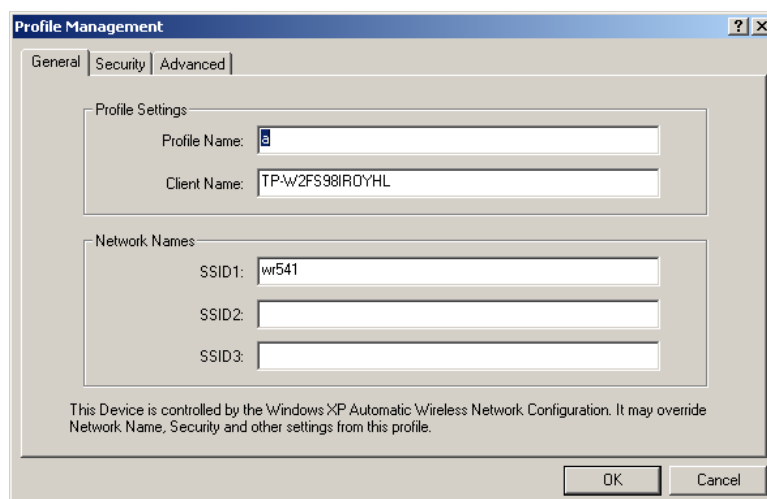 Profile Management
General Security Advanced
Profile Settings
Profile Name: a
Client Name: TP-W2FS98IROYHL
Network Names
SSID1: wr541
SSID2:
SSID3:
This Device is controlled by the Windows XP Automatic Wireless Network Configuration. It may override
Network Name, Security and other settings from this profile.
OK Cancel